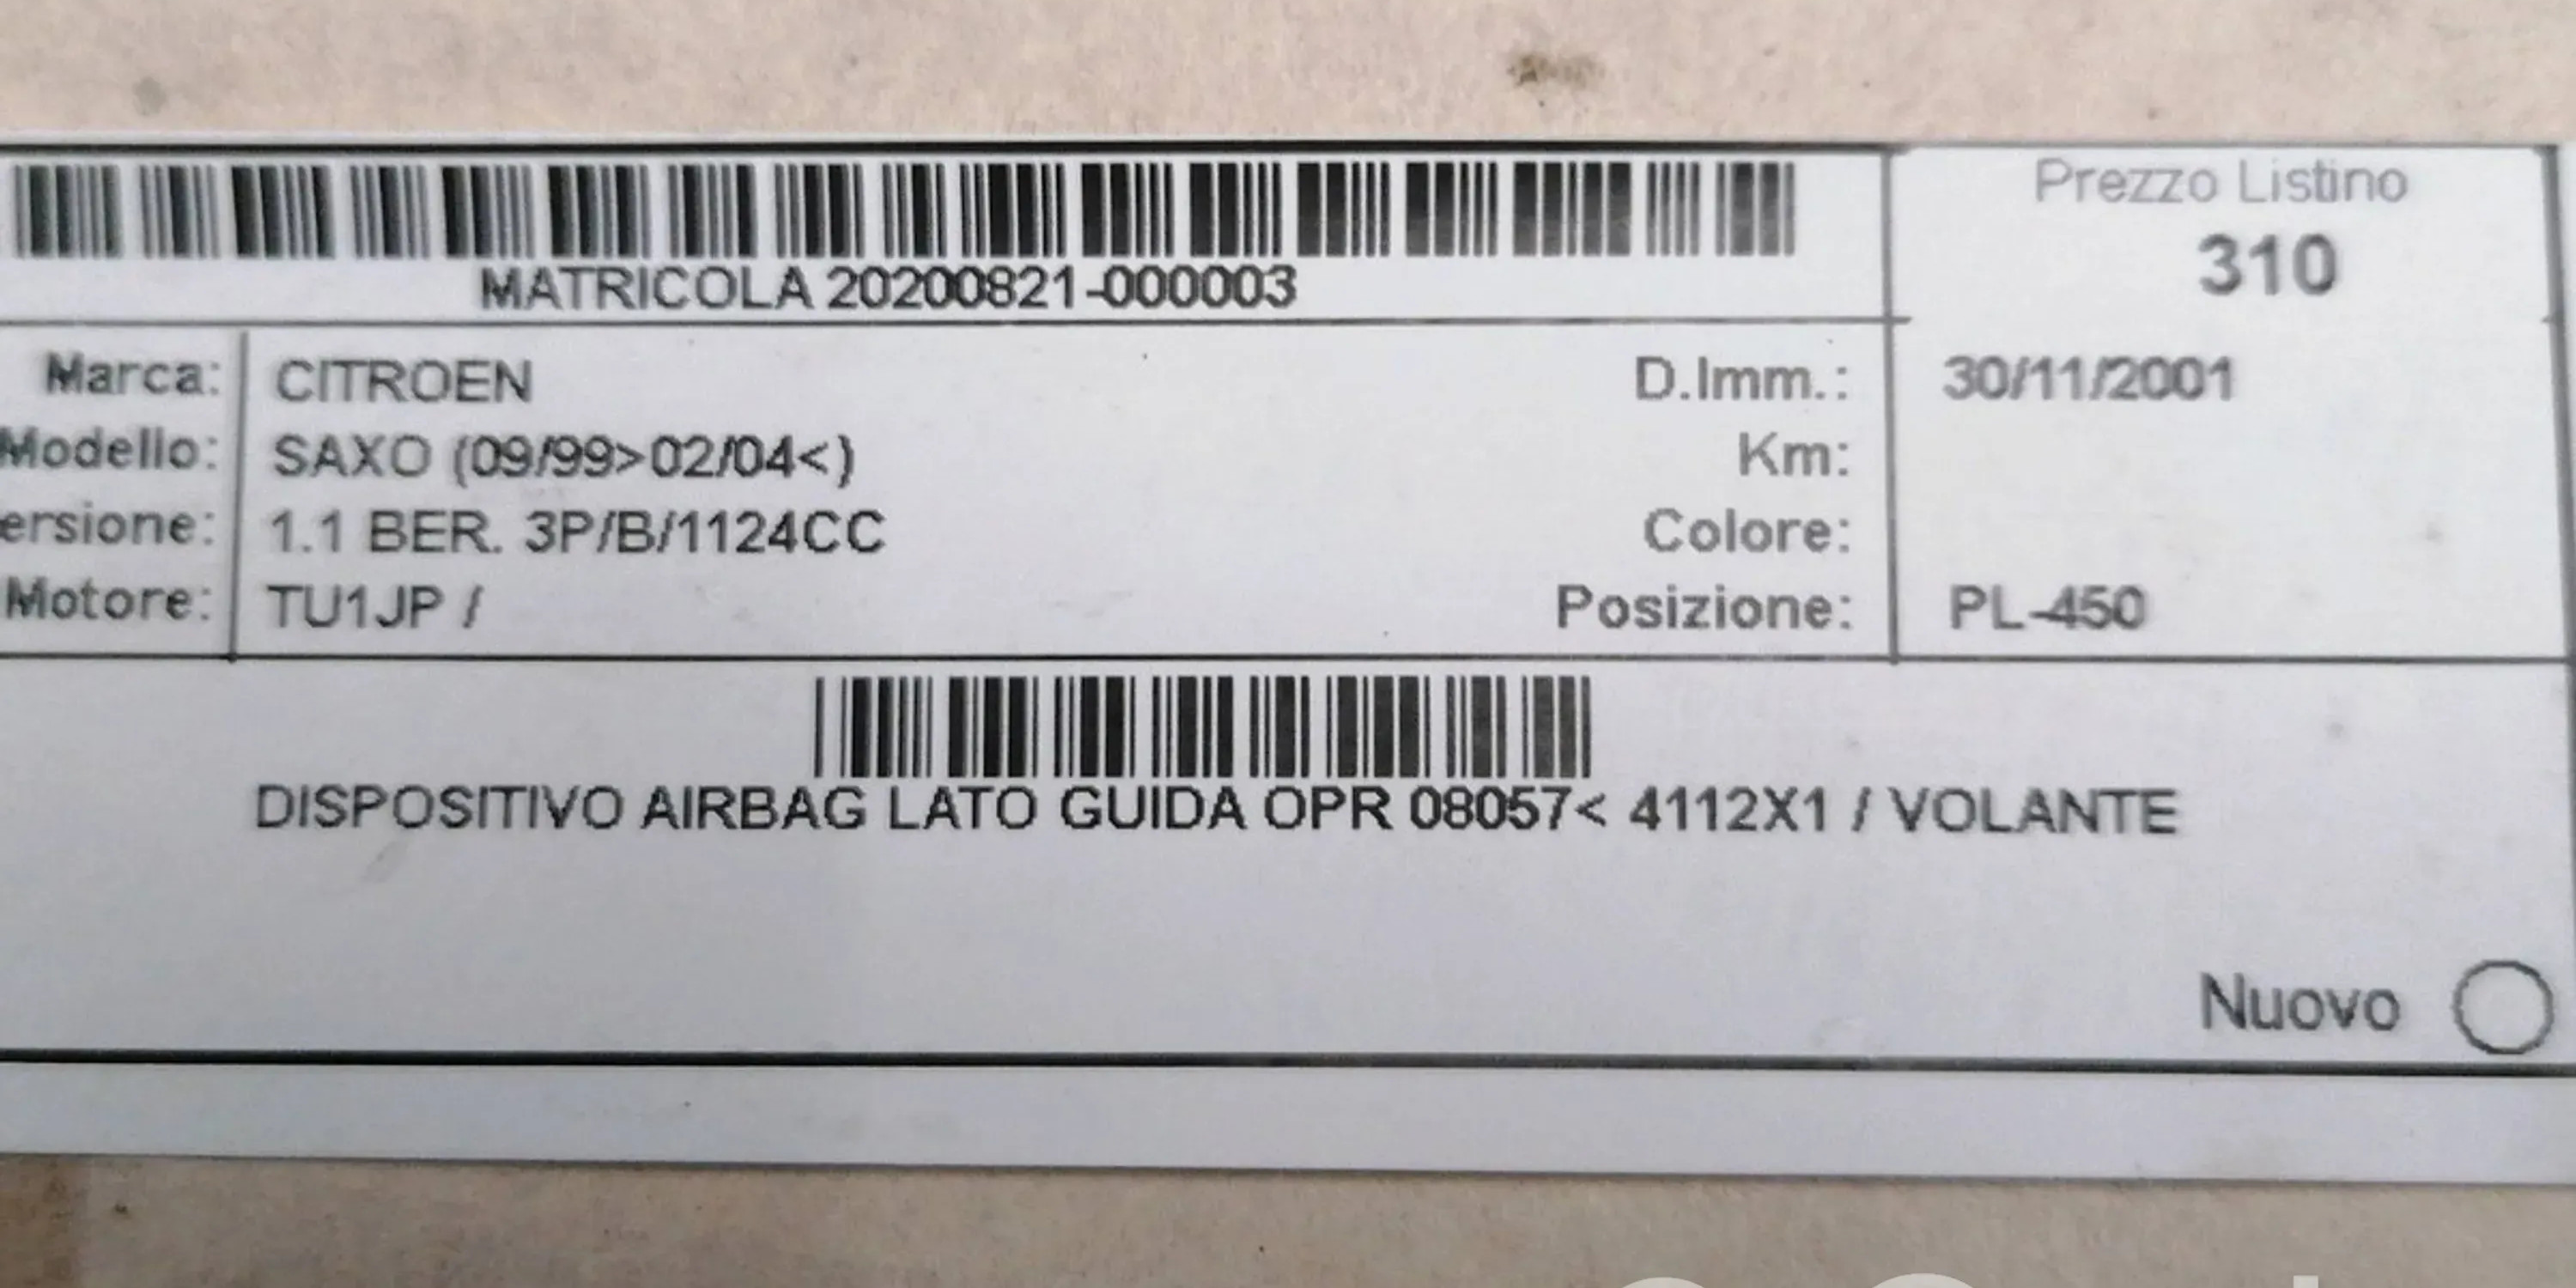 MATRICOLA 20200821-000003
Prezzo Listino
310
Marca: CITROEN D.Imm.: 30/11/2001
Modello: SAXO (09/99>02/04<) Km:
ersione: 1.1 BER. 3P/B/1124CC Colore:
Motore: TU1JP / Posizione: PL-450
DISPOSITIVO AIRBAG LATO GUIDA OPR 08057< 4112X1 / VOLANTE
Nuovo